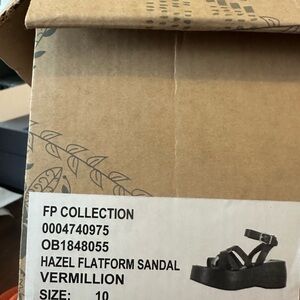 FP COLLECTION
0004740975
OB1848055
HAZEL FLATFORM SANDAL
VERMILLION
SIZE: 10